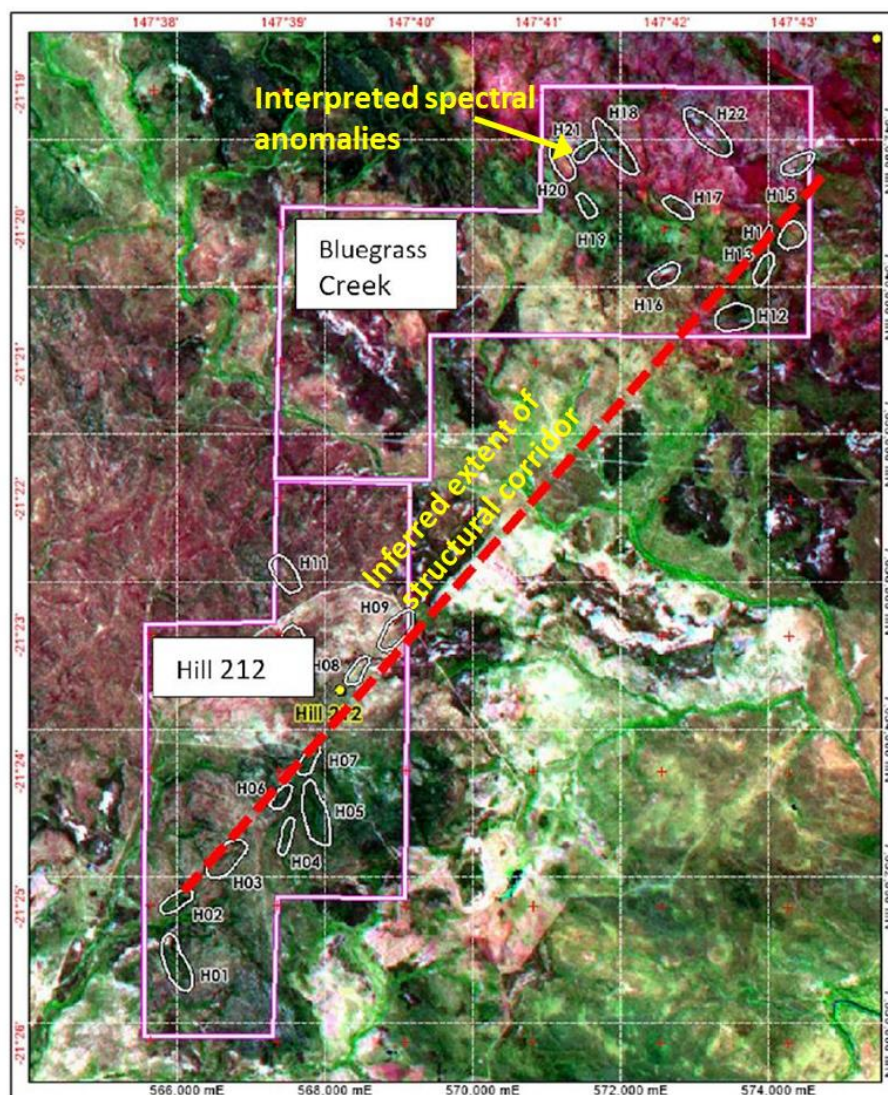 147°38' 147°39' 147°40' 147°41' 147°42' 147°43'
-21°19'
Interpreted spectral
anomalies
H21
H18
H22
H20
H15
H17
H19
-21°20'
H14
H13
Bluegrass
Creek
H16
H12
-21°21'
Inferred extent of
structural corridor
-21°22'
H11
H09
-21°23'
Hill 212
H08
Hill 212
H07
-21°24'
H06
H05
H04
H03
-21°25'
H02
H01
-21°26'
566.000 mE 568.000 mE 570.000 mE 572.000 mE 574.000 mE